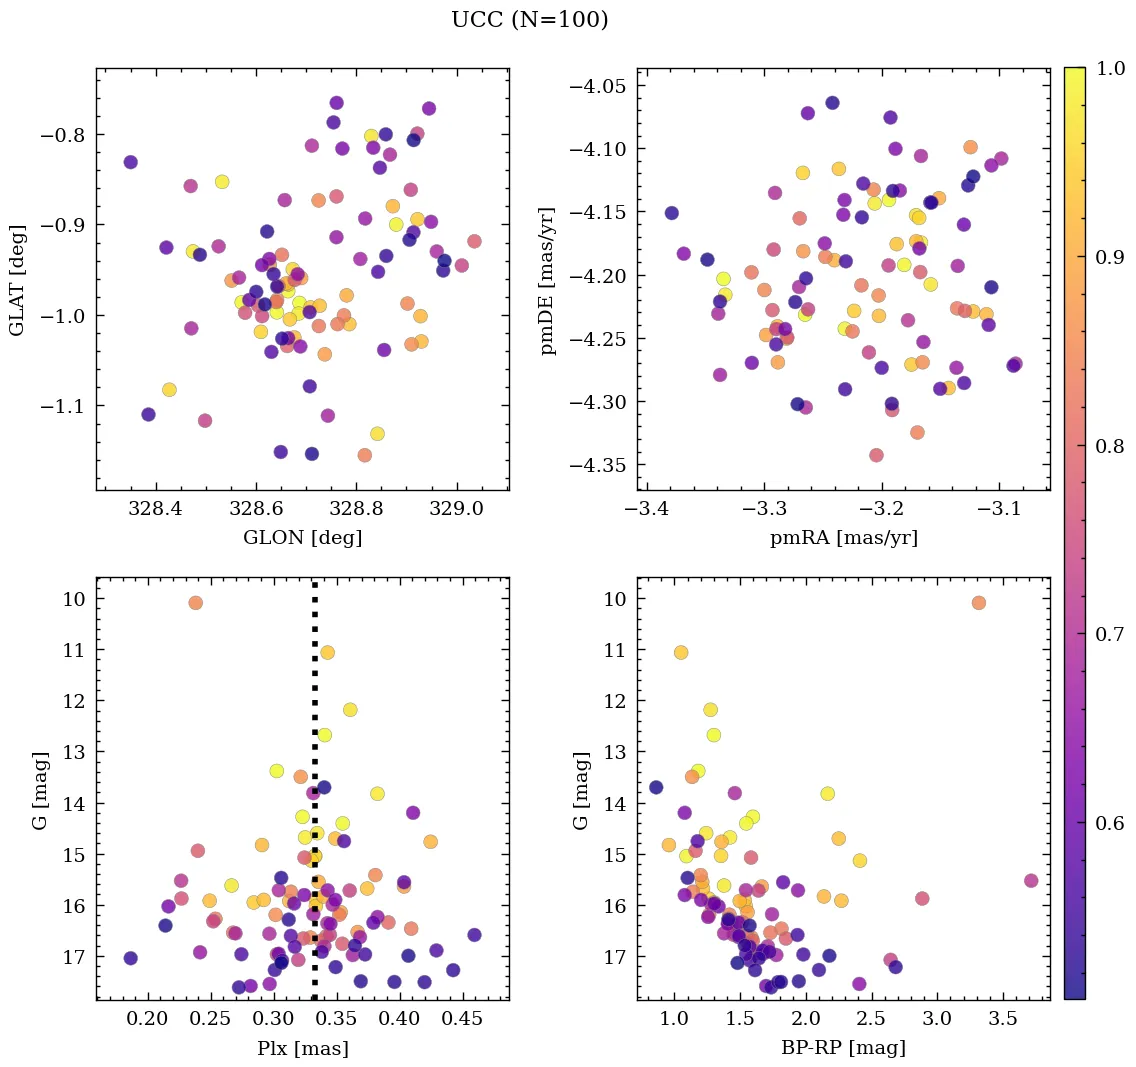 UCC (N=100)
−0.8
−0.9
−1.0
−1.1
328.4 328.6 328.8 329.0
GLON [deg]
GLAT [deg]
−4.05
−4.10
−4.15
−4.20
−4.25
−4.30
−4.35
−3.4 −3.3 −3.2 −3.1
pmRA [mas/yr]
pmDE [mas/yr]
1.0
0.9
0.8
0.7
0.6
10
11
12
13
14
15
16
17
0.20 0.25 0.30 0.35 0.40 0.45
Plx [mas]
G [mag]
10
11
12
13
14
15
16
17
1.0 1.5 2.0 2.5 3.0 3.5
BP-RP [mag]
G [mag]